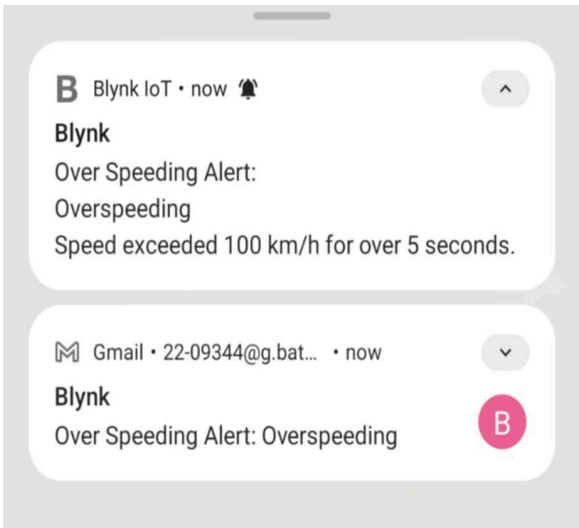 B Blynk IoT • now
Blynk
Over Speeding Alert:
Overspeeding
Speed exceeded 100 km/h for over 5 seconds.
Gmail • 22-09344@g.bat... • now
Blynk
Over Speeding Alert: Overspeeding
B